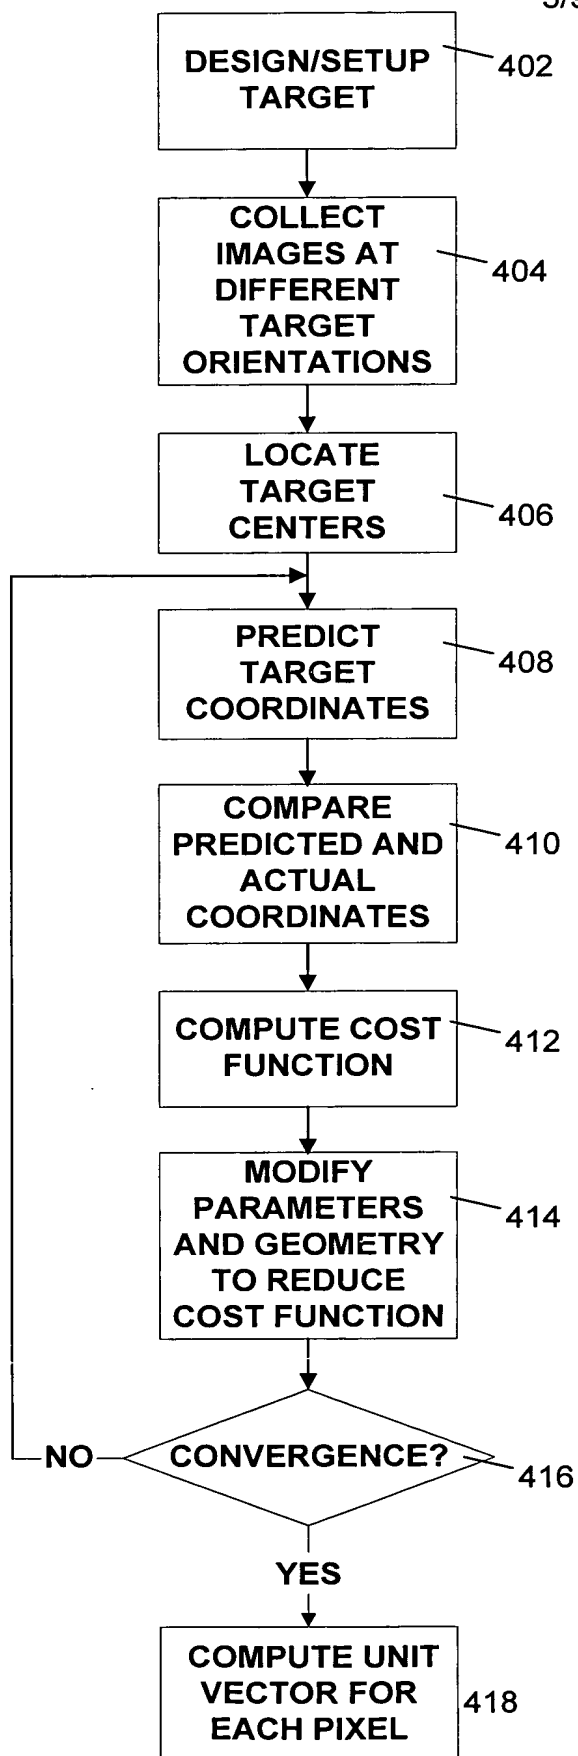 DESIGN/SETUP
TARGET
402
COLLECT
IMAGES AT
DIFFERENT
TARGET
ORIENTATIONS
404
LOCATE
TARGET
CENTERS
406
PREDICT
TARGET
COORDINATES
408
COMPARE
PREDICTED AND
ACTUAL
COORDINATES
410
COMPUTE COST
FUNCTION
412
MODIFY
PARAMETERS
AND GEOMETRY
TO REDUCE
COST FUNCTION
414
NO
CONVERGENCE?
416
YES
COMPUTE UNIT
VECTOR FOR
EACH PIXEL
418